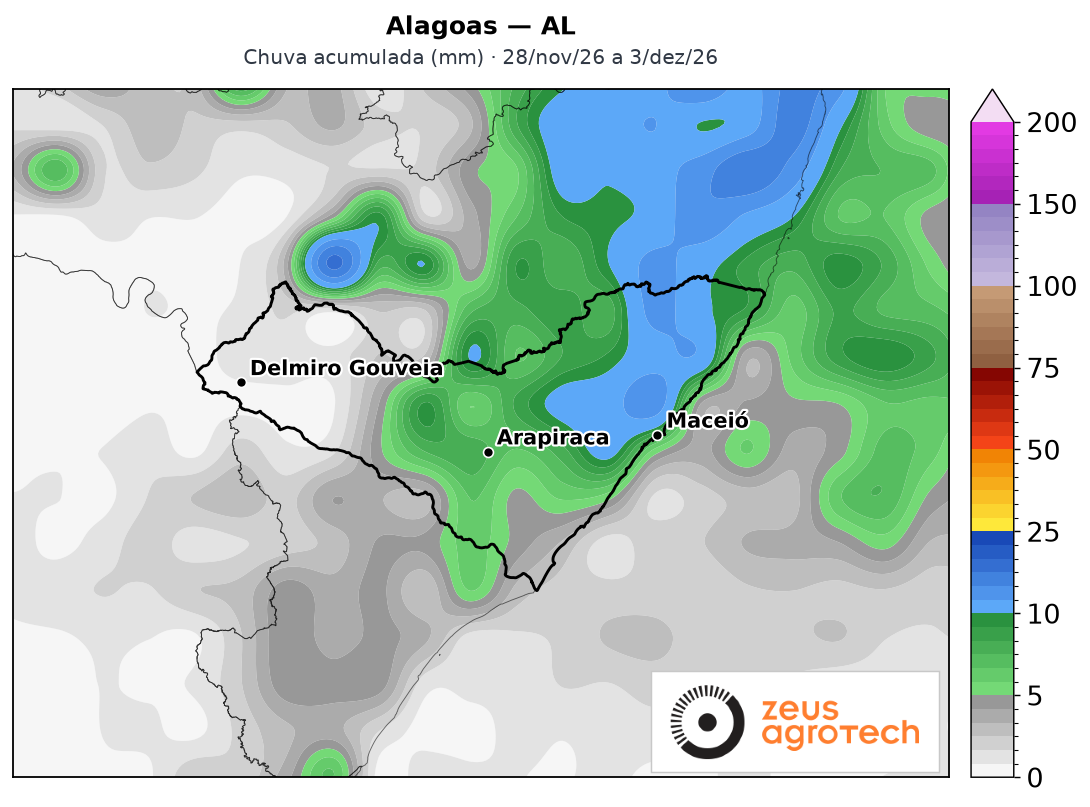 Alagoas — AL
Chuva acumulada (mm) · 28/nov/26 a 3/dez/26
Delmiro Gouveia
Arapiraca
Maceió
200
150
100
75
50
25
10
5
0
zeus
agrotech